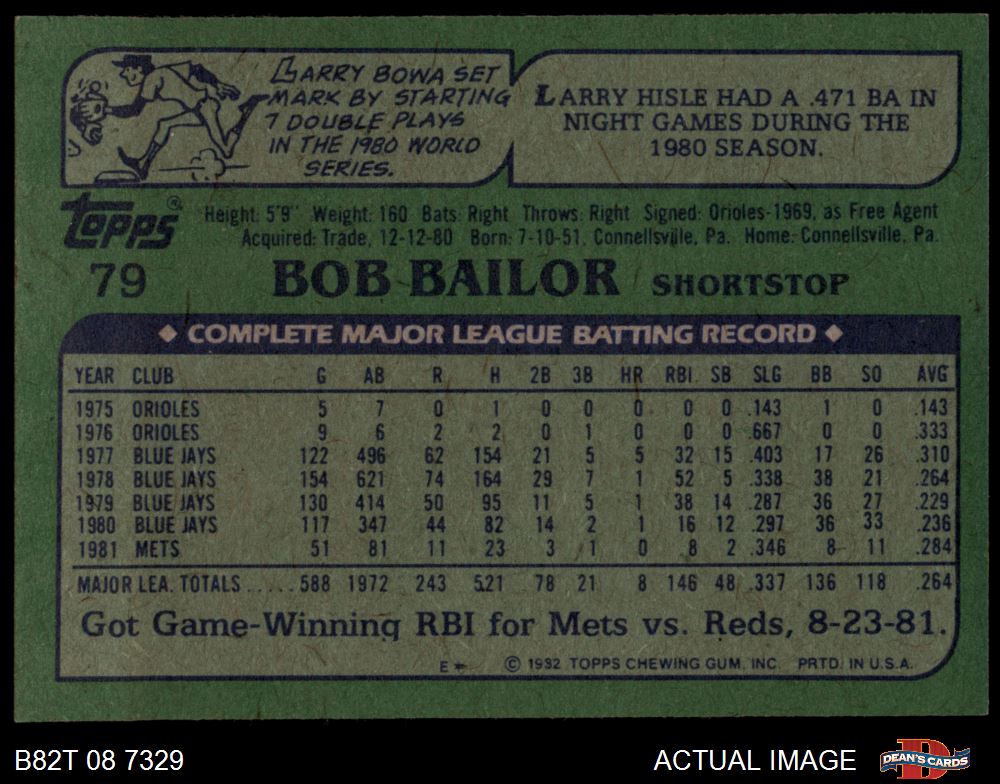 LARRY BOWA SET
MARK BY STARTING
7 DOUBLE PLAYS
IN THE 1980 WORLD
SERIES.
LARRY HISLE HAD A .471 BA IN
NIGHT GAMES DURING THE
1980 SEASON.
topps®
Height: 5'9" Weight: 160 Bats: Right Throws: Right Signed: Orioles-1969, as Free Agent
Acquired: Trade, 12-12-80 Born: 7-10-51, Connellsville, Pa. Home: Connellsville, Pa.
79 BOB BAILOR SHORTSTOP
◆ COMPLETE MAJOR LEAGUE BATTING RECORD ◆
YEAR CLUB G AB R H 2B 3B HR RBI SB SLG BB SO AVG
1975 ORIOLES 5 7 0 1 0 0 0 0 0 .143 1 0 .143
1976 ORIOLES 9 6 2 2 0 1 0 0 0 .667 0 0 .333
1977 BLUE JAYS 122 496 62 154 21 5 5 32 15 .403 17 26 .310
1978 BLUE JAYS 154 621 74 164 29 7 1 52 5 .338 38 21 .264
1979 BLUE JAYS 130 414 50 95 11 5 1 38 14 .287 36 27 .229
1980 BLUE JAYS 117 347 44 82 14 2 1 16 12 .297 36 33 .236
1981 METS 51 81 11 23 3 1 0 8 2 .346 8 11 .284
MAJOR LEA. TOTALS ..... 588 1972 243 521 78 21 8 146 48 .337 136 118 .264
Got Game-Winning RBI for Mets vs. Reds, 8-23-81.
E* © 1982 TOPPS CHEWING GUM, INC. PRTD. IN U.S.A.
B82T 08 7329 ACTUAL IMAGE DEAN'S CARDS